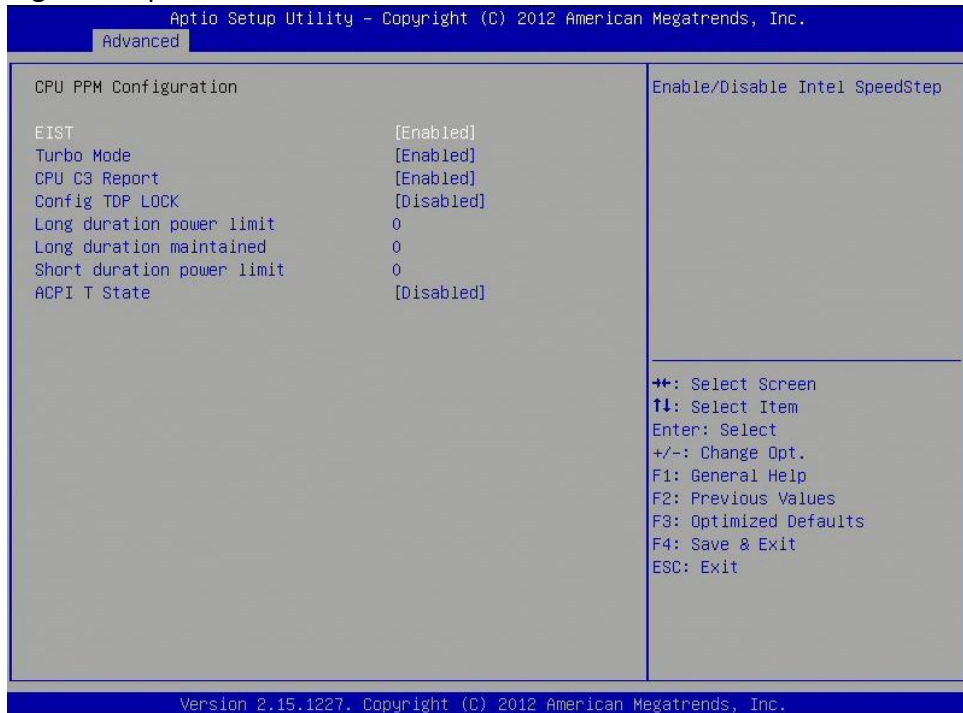 Aptio Setup Utility – Copyright (C) 2012 American Megatrends, Inc.
Advanced
CPU PPM Configuration
EIST [Enabled]
Turbo Mode [Enabled]
CPU C3 Report [Enabled]
Config TDP LOCK [Disabled]
Long duration power limit 0
Long duration maintained 0
Short duration power limit 0
ACPI T State [Disabled]
Enable/Disable Intel SpeedStep
→←: Select Screen
↑↓: Select Item
Enter: Select
+/-: Change Opt.
F1: General Help
F2: Previous Values
F3: Optimized Defaults
F4: Save & Exit
ESC: Exit
Version 2.15.1227. Copyright (C) 2012 American Megatrends, Inc.